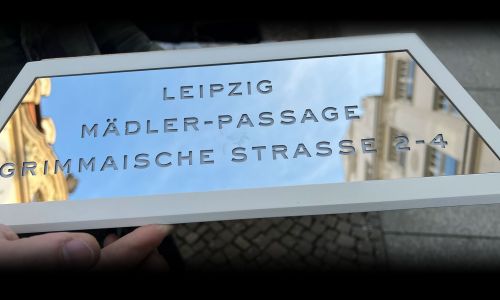 LEIPZIG
MÄDLER-PASSAGE
GRIMMAISCHE STRASSE 2-4